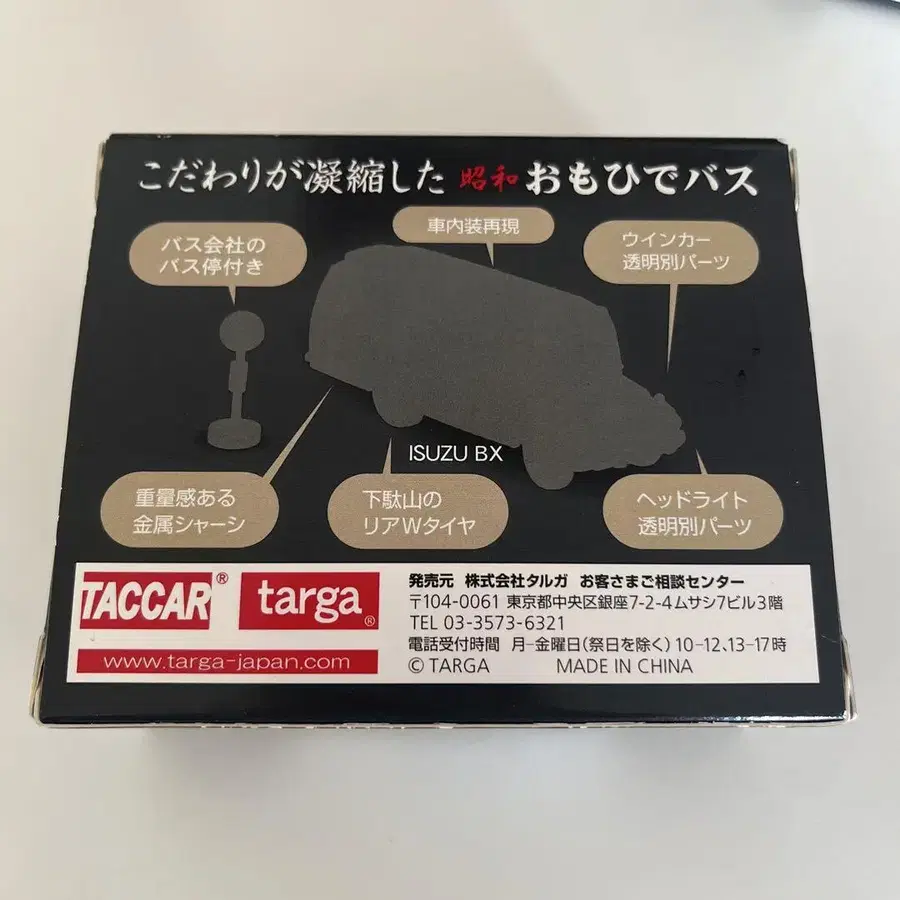 こだわりが凝縮した 昭和 おもひでバス
車内装再現
バス会社の
バス停付き
ウインカー
透明別パーツ
ISUZU BX
重量感ある
金属シャーシ
下駄山の
リアWタイヤ
ヘッドライト
透明別パーツ
TACCAR®
targa®
www.targa-japan.com
発売元 株式会社タルガ お客さまご相談センター
〒104-0061 東京都中央区銀座7-2-4ムサシ7ビル3階
TEL 03-3573-6321
電話受付時間 月-金曜日(祭日を除く)10-12、13-17時
© TARGA MADE IN CHINA